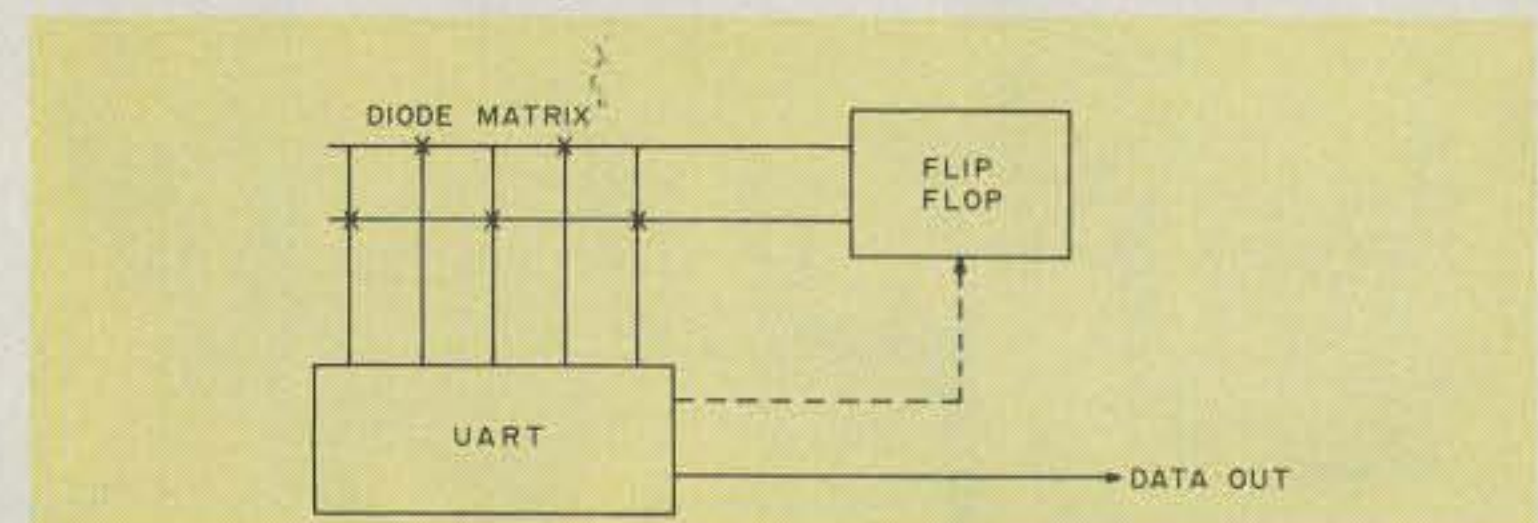 DIODE MATRIX
FLIP
FLOP
UART
DATA OUT